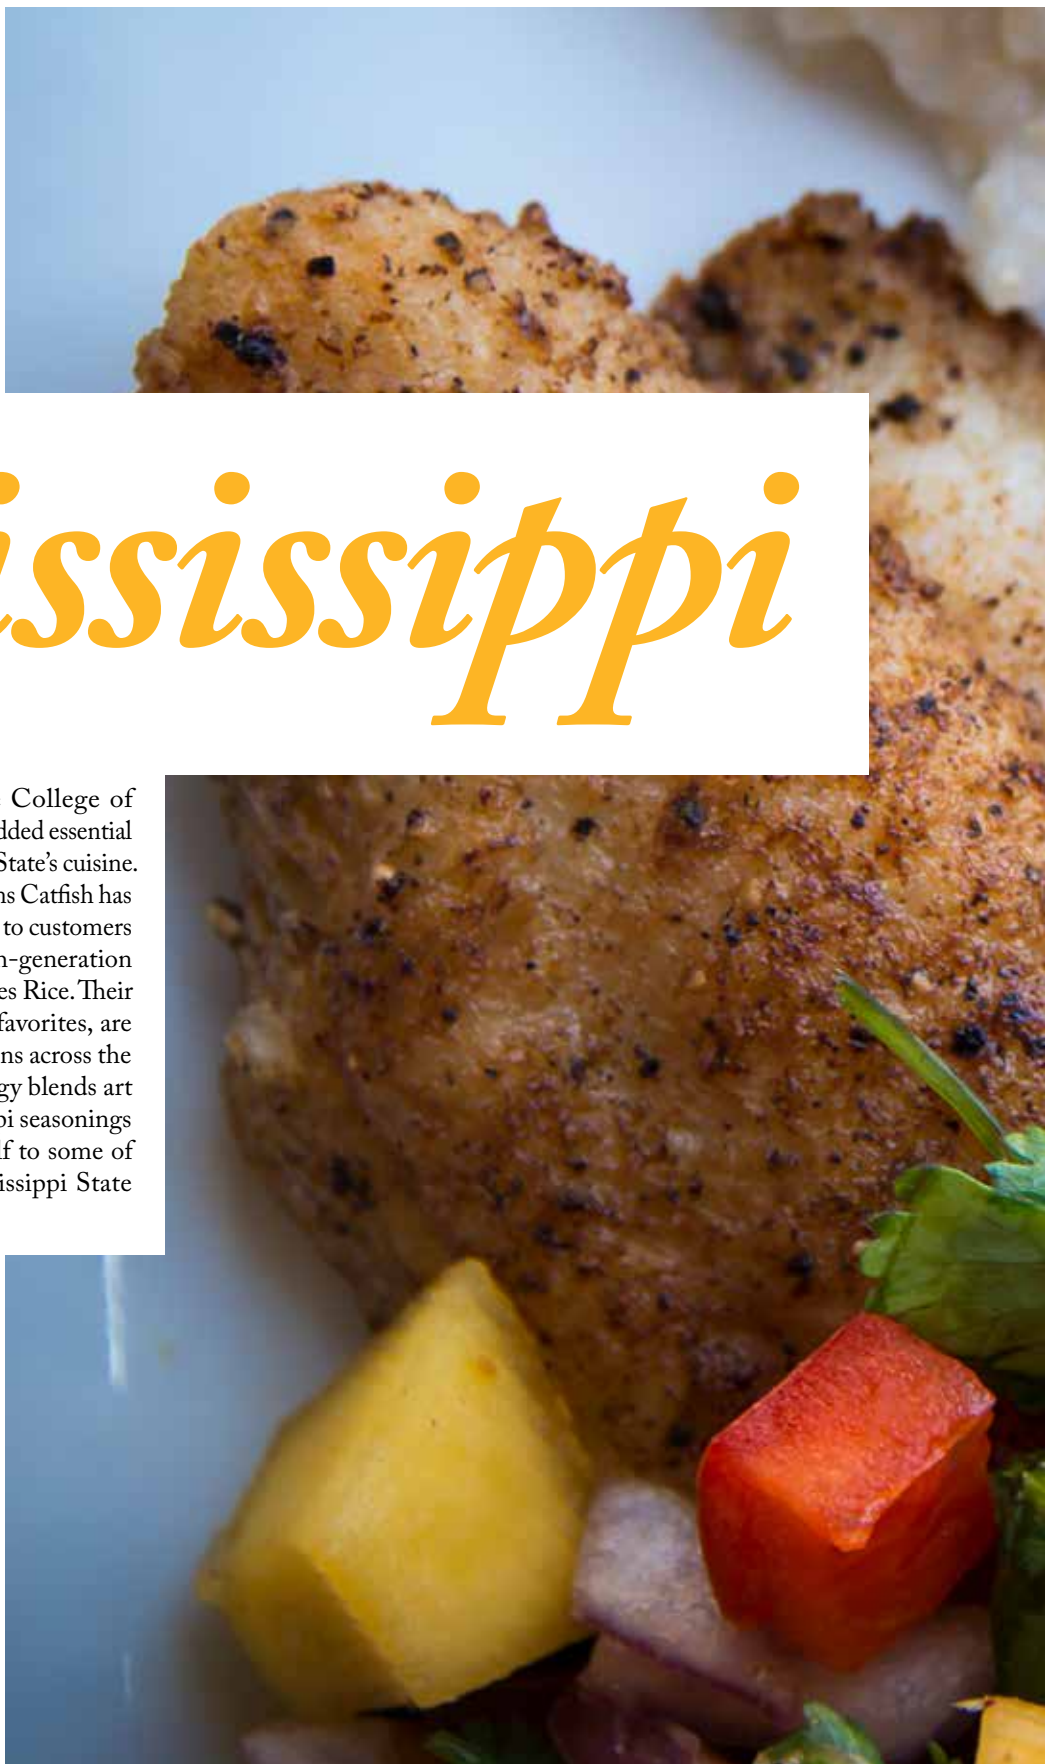 ississippi
College of
dded essential
State's cuisine.
ns Catfish has
to customers
n-generation
es Rice. Their
favorites, are
ns across the
gy blends art
pi seasonings
lf to some of
issippi State